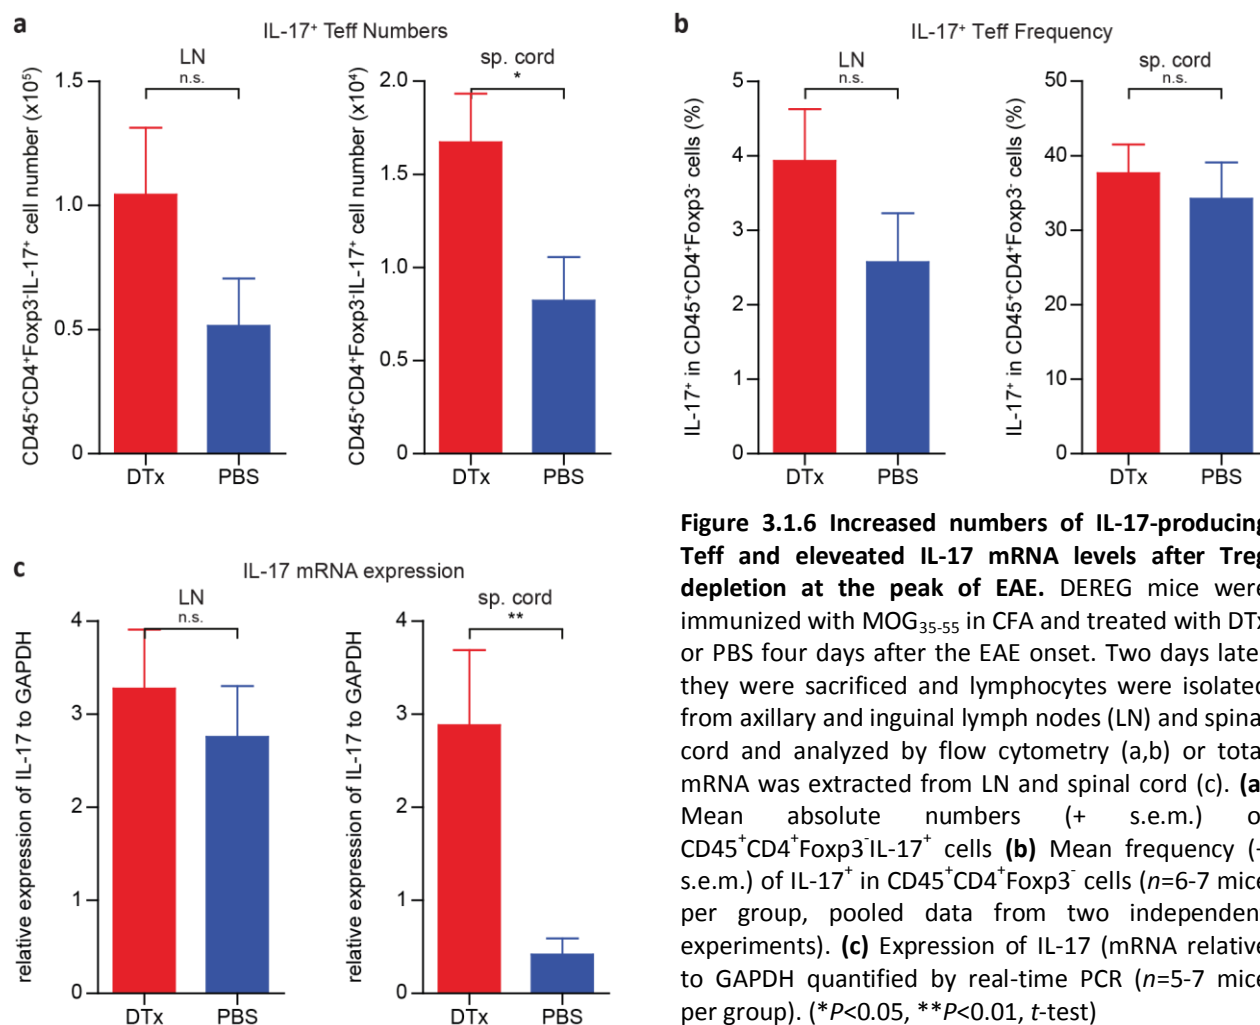 a
IL-17⁺ Teff Numbers
LN
n.s.
CD45⁺CD4⁺Foxp3⁻IL-17⁺ cell number (x10⁵)
1.5
1.0
0.5
0
DTx PBS
sp. cord
*
CD45⁺CD4⁺Foxp3⁻IL-17⁺ cell number (x10⁴)
2.0
1.5
1.0
0.5
0
DTx PBS
b
IL-17⁺ Teff Frequency
LN
n.s.
IL-17⁺ in CD45⁺CD4⁺Foxp3⁻ cells (%)
5
4
3
2
1
0
DTx PBS
sp. cord
n.s.
IL-17⁺ in CD45⁺CD4⁺Foxp3⁻ cells (%)
50
40
30
20
10
0
DTx PBS
c
IL-17 mRNA expression
LN
n.s.
relative expression of IL-17 to GAPDH
4
3
2
1
0
DTx PBS
sp. cord
**
relative expression of IL-17 to GAPDH
4
3
2
1
0
DTx PBS
Figure 3.1.6 Increased numbers of IL-17-producing
Teff and eleveated IL-17 mRNA levels after Treg
depletion at the peak of EAE. DEREG mice were
immunized with MOG₃₅₋₅₅ in CFA and treated with DTx
or PBS four days after the EAE onset. Two days late
they were sacrificed and lymphocytes were isolated
from axillary and inguinal lymph nodes (LN) and spina
cord and analyzed by flow cytometry (a,b) or tota
mRNA was extracted from LN and spinal cord (c). (a
Mean absolute numbers (+ s.e.m.) o
CD45⁺CD4⁺Foxp3⁻IL-17⁺ cells (b) Mean frequency (+
s.e.m.) of IL-17⁺ in CD45⁺CD4⁺Foxp3⁻ cells (n=6-7 mice
per group, pooled data from two independen
experiments). (c) Expression of IL-17 (mRNA relative
to GAPDH quantified by real-time PCR (n=5-7 mice
per group). (*P<0.05, **P<0.01, t-test)